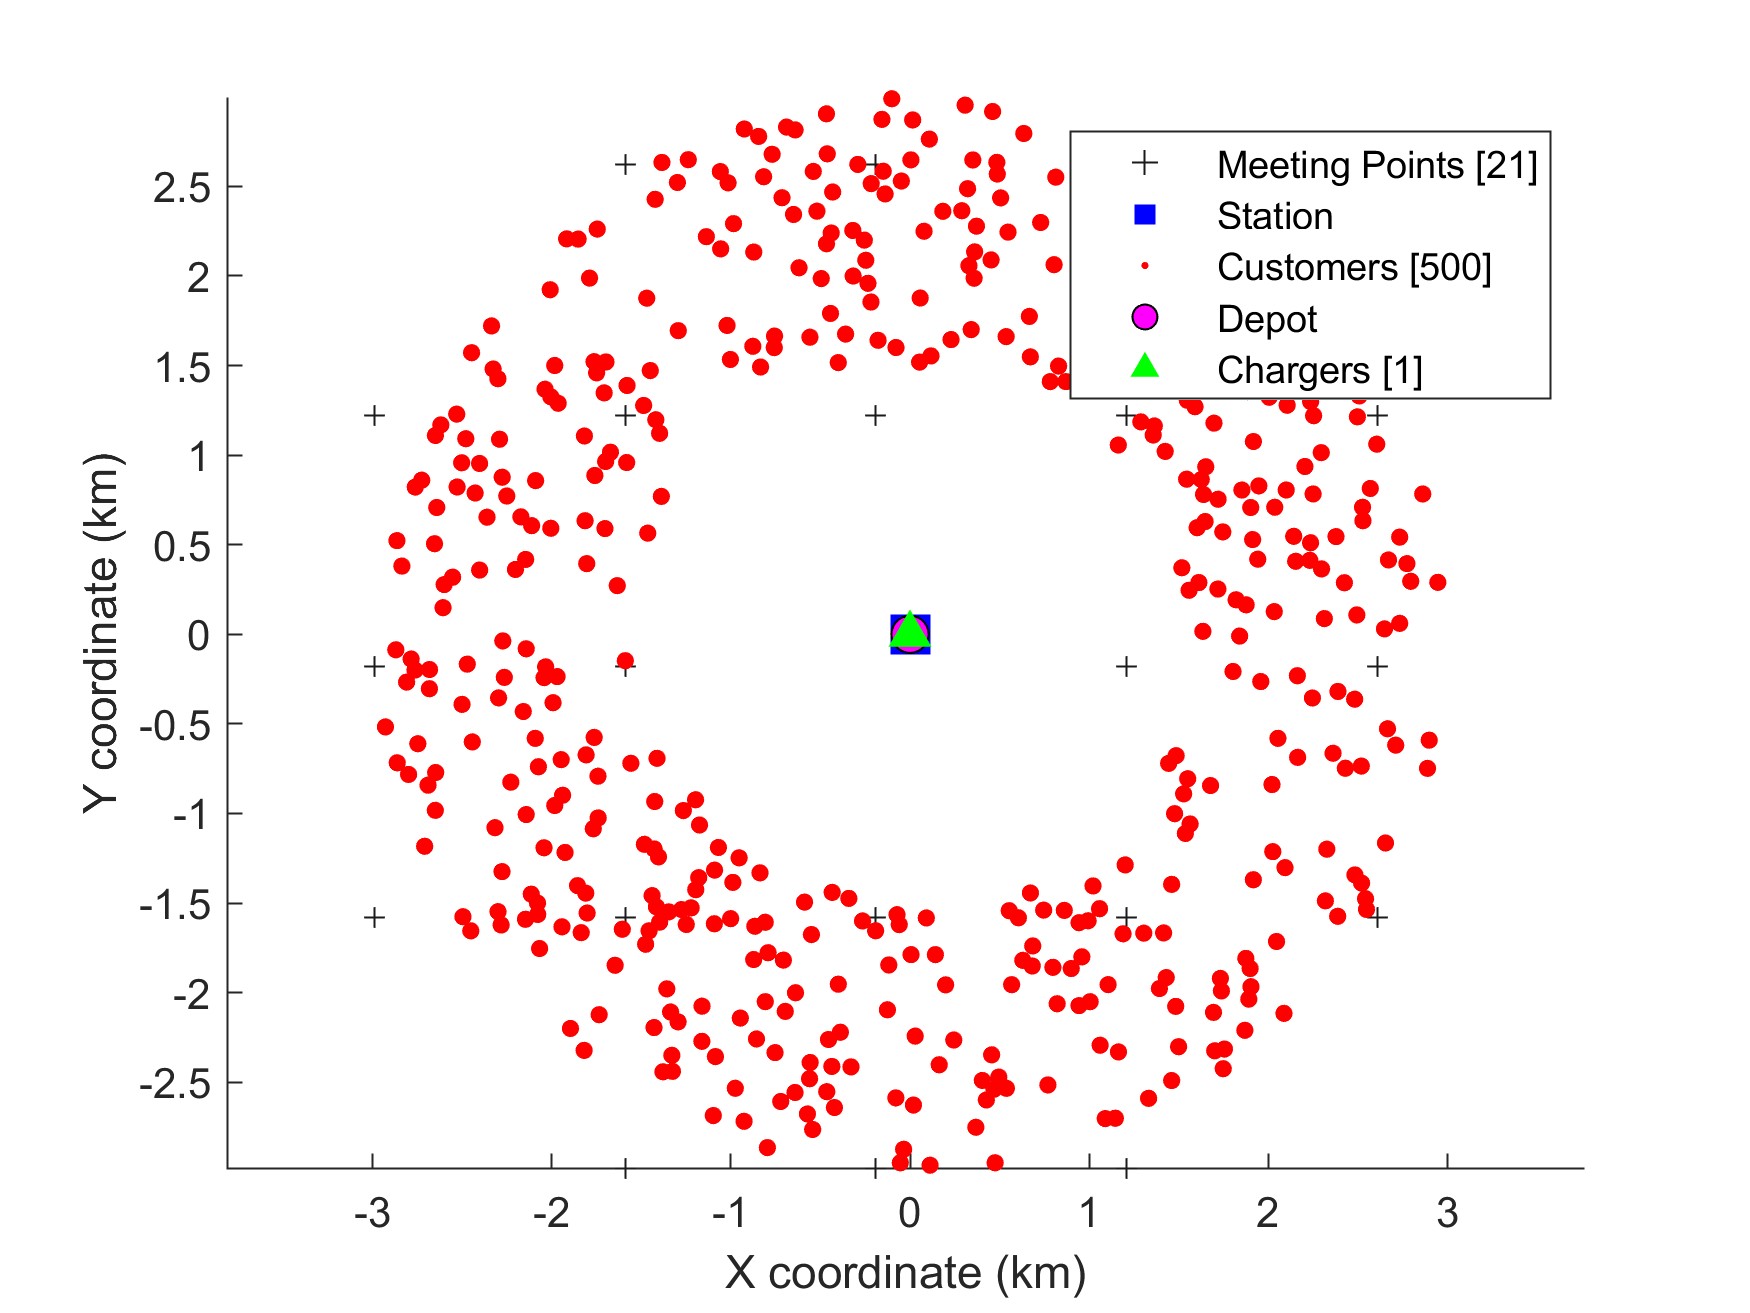 Meeting Points [21]
Station
Customers [500]
Depot
Chargers [1]
Y coordinate (km)
2.5
2
1.5
1
0.5
0
-0.5
-1
-1.5
-2
-2.5
-3 -2 -1 0 1 2 3
X coordinate (km)